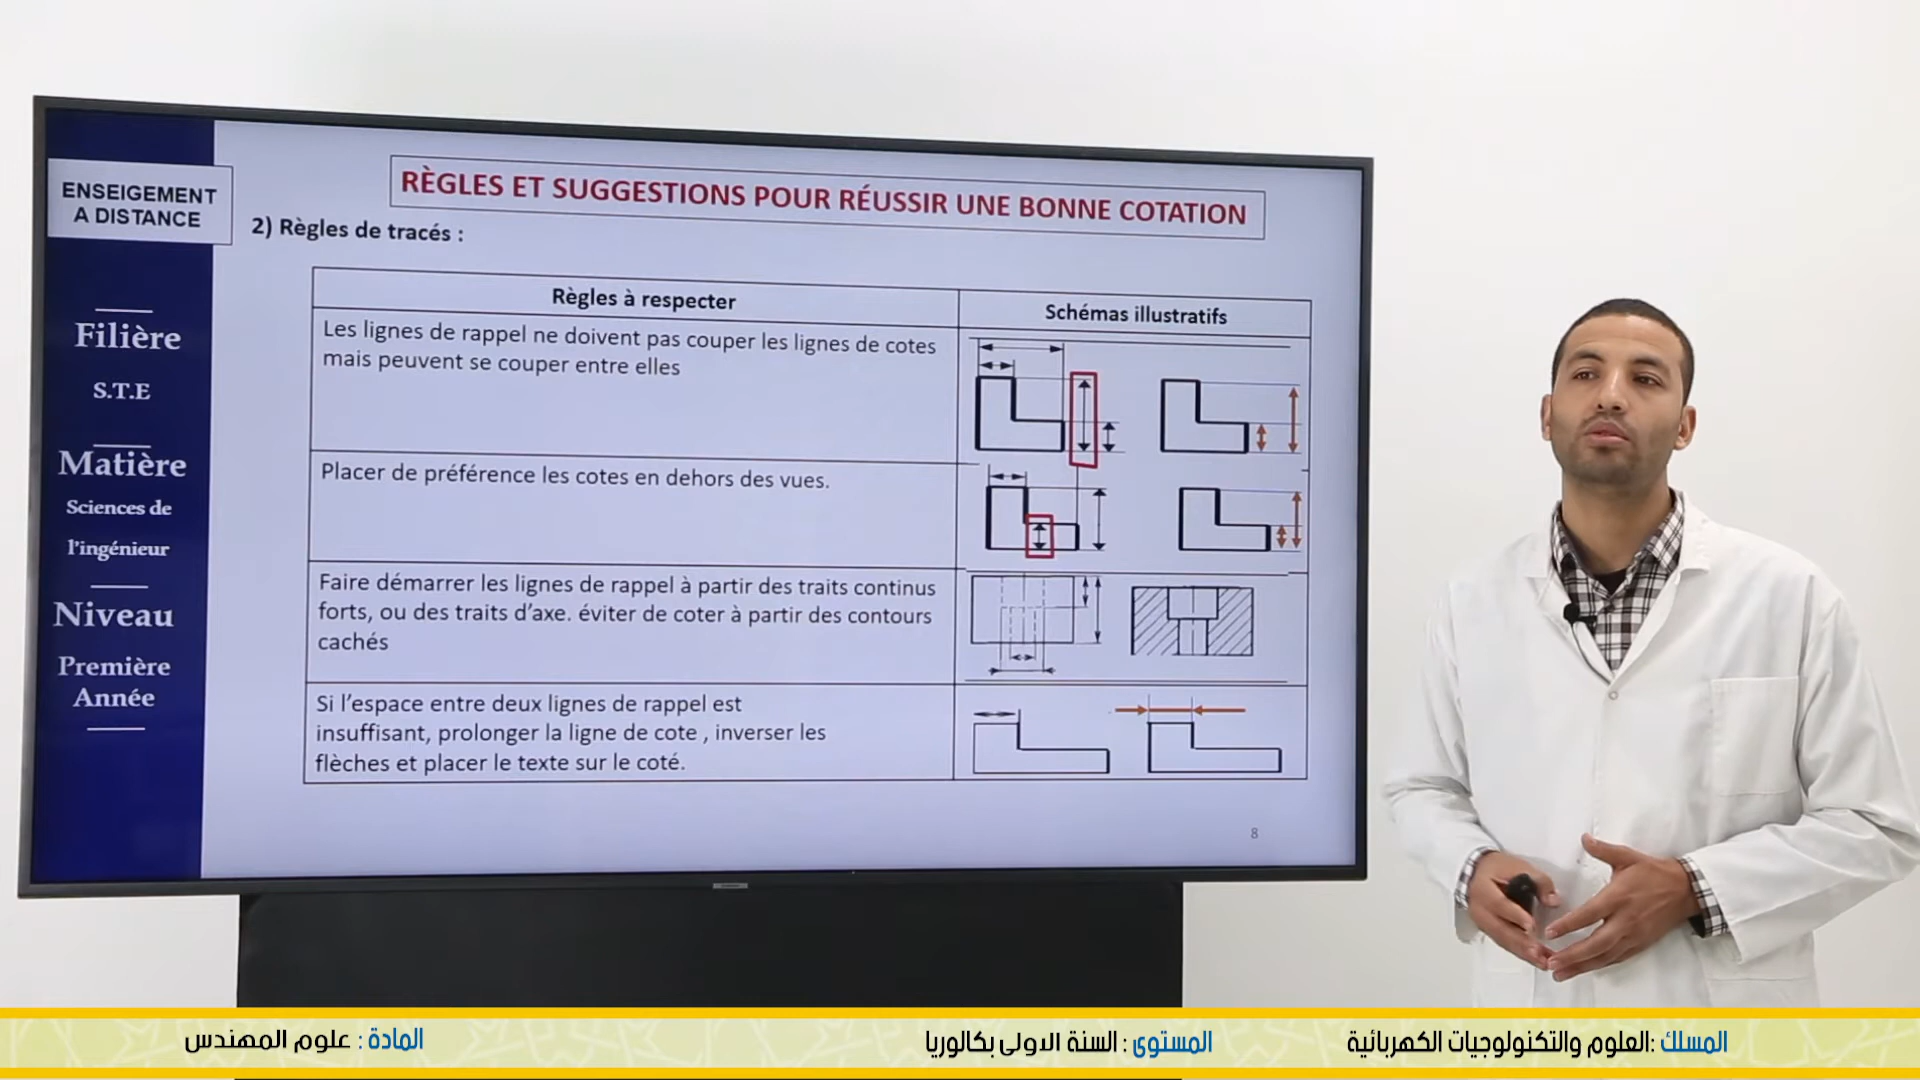 ENSEIGEMENT
A DISTANCE
Filière
S.T.E
Matière
Sciences de
l'ingénieur
Niveau
Première
Année
RÈGLES ET SUGGESTIONS POUR RÉUSSIR UNE BONNE COTATION
2) Règles de tracés :
Règles à respecter
Schémas illustratifs
Les lignes de rappel ne doivent pas couper les lignes de cotes
mais peuvent se couper entre elles
Placer de préférence les cotes en dehors des vues.
Faire démarrer les lignes de rappel à partir des traits continus
forts, ou des traits d'axe. éviter de coter à partir des contours
cachés
Si l'espace entre deux lignes de rappel est
insuffisant, prolonger la ligne de cote , inverser les
flèches et placer le texte sur le coté.
8
المسلك :العلوم والتكنولوجيات الكهربائية
المستوى : السنة الاولى بكالوريا
المادة : علوم المهندس